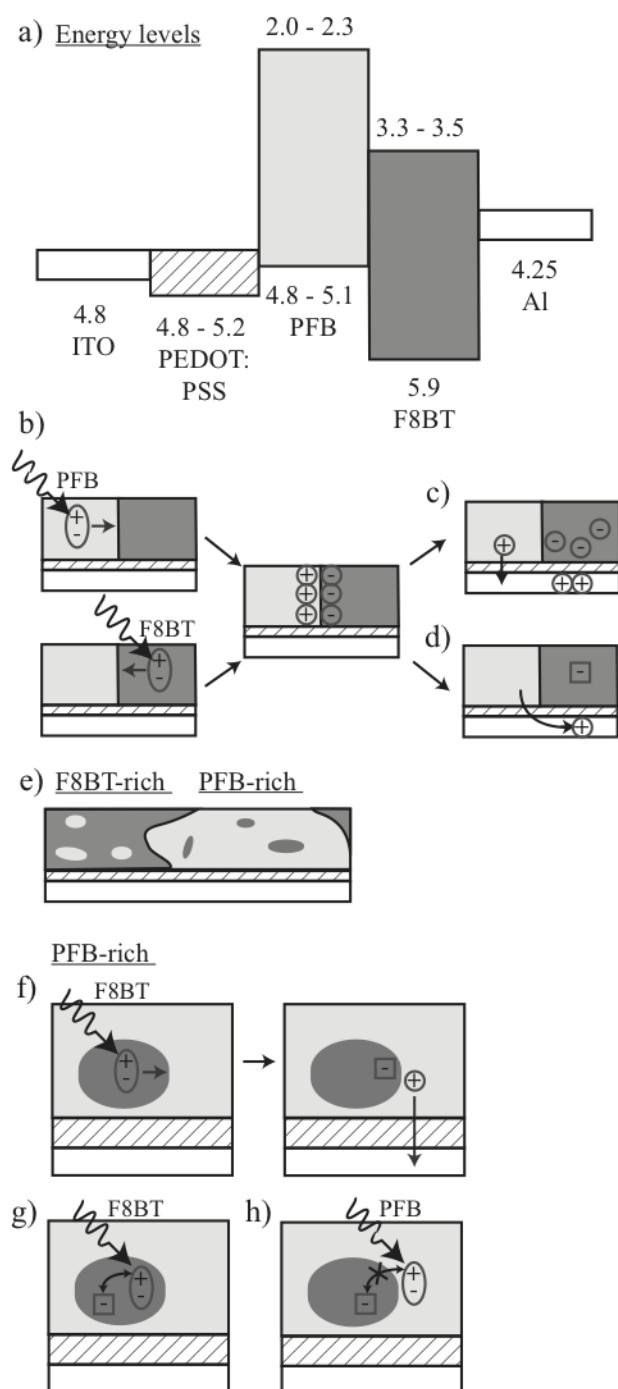 a) Energy levels
2.0 - 2.3
3.3 - 3.5
4.8
ITO
4.8 - 5.2
PEDOT:
PSS
4.8 - 5.1
PFB
5.9
F8BT
4.25
Al
b)
PFB
+
-
F8BT
+
-
+ -
+ -
+ -
c)
+
- - - -
+ +
d)
-
+
e) F8BT-rich PFB-rich
PFB-rich
f)
F8BT
+
-
-
+
g)
F8BT
+
-
-
h)
PFB
+
-
-